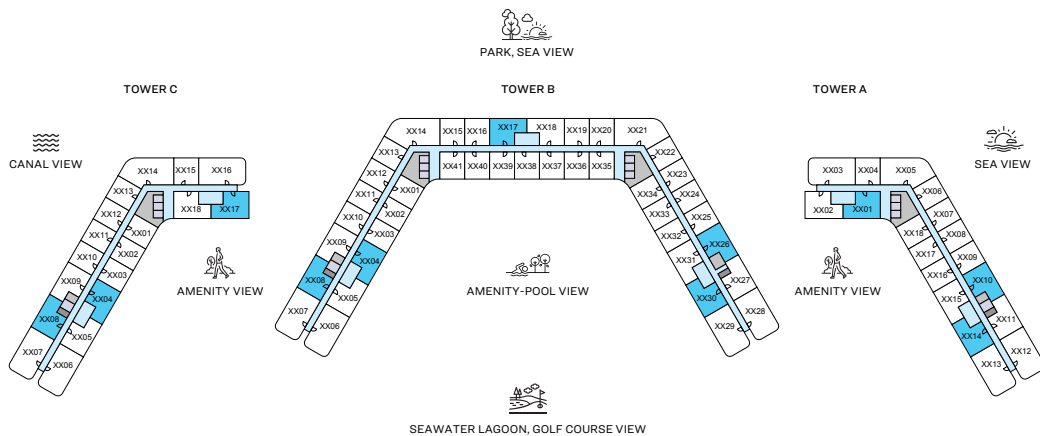 PARK, SEA VIEW
TOWER C
TOWER B
TOWER A
CANAL VIEW
SEA VIEW
XX14
XX15
XX16
XX13
XX12
XX11
XX10
XX09
XX08
XX07
XX18
XX17
XX01
XX02
XX03
XX04
XX05
XX06
AMENITY VIEW
XX14
XX15
XX16
XX17
XX18
XX19
XX20
XX21
XX41
XX40
XX39
XX38
XX37
XX36
XX35
XX13
XX12
XX11
XX10
XX09
XX08
XX07
XX01
XX02
XX03
XX04
XX05
XX06
XX22
XX23
XX24
XX25
XX26
XX27
XX28
XX34
XX33
XX32
XX31
XX30
XX29
AMENITY-POOL VIEW
XX03
XX04
XX05
XX02
XX01
XX06
XX07
XX08
XX09
XX10
XX11
XX12
XX18
XX17
XX16
XX15
XX14
XX13
AMENITY VIEW
SEAWATER LAGOON, GOLF COURSE VIEW